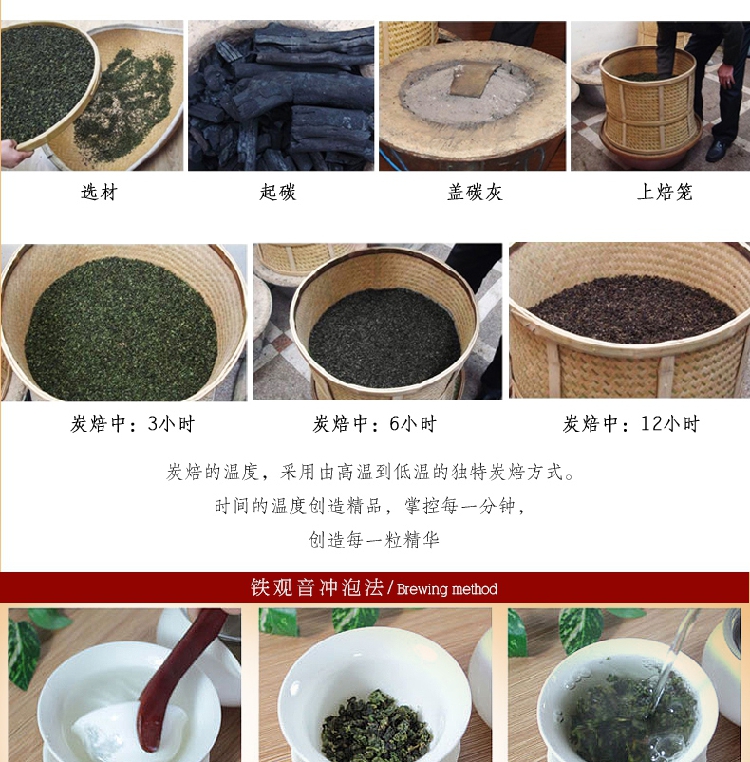 选材
起碳
盖碳灰
上焙笼
炭焙中：3小时
炭焙中：6小时
炭焙中：12小时
炭焙的温度，采用由高温到低温的独特炭焙方式。
时间的温度创造精品，掌控每一分钟，
创造每一粒精华
铁观音冲泡法/Brewing method